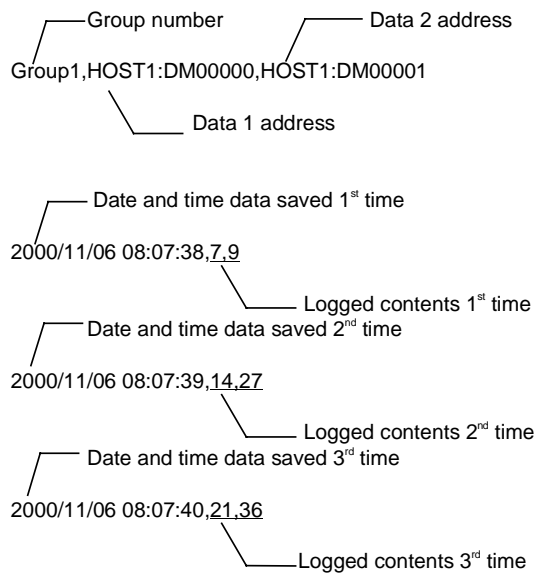 Group number
Data 2 address
Group1,HOST1:DM00000,HOST1:DM00001
Data 1 address
Date and time data saved 1st time
2000/11/06 08:07:38,7,9
Logged contents 1st time
Date and time data saved 2nd time
2000/11/06 08:07:39,14,27
Logged contents 2nd time
Date and time data saved 3rd time
2000/11/06 08:07:40,21,36
Logged contents 3rd time